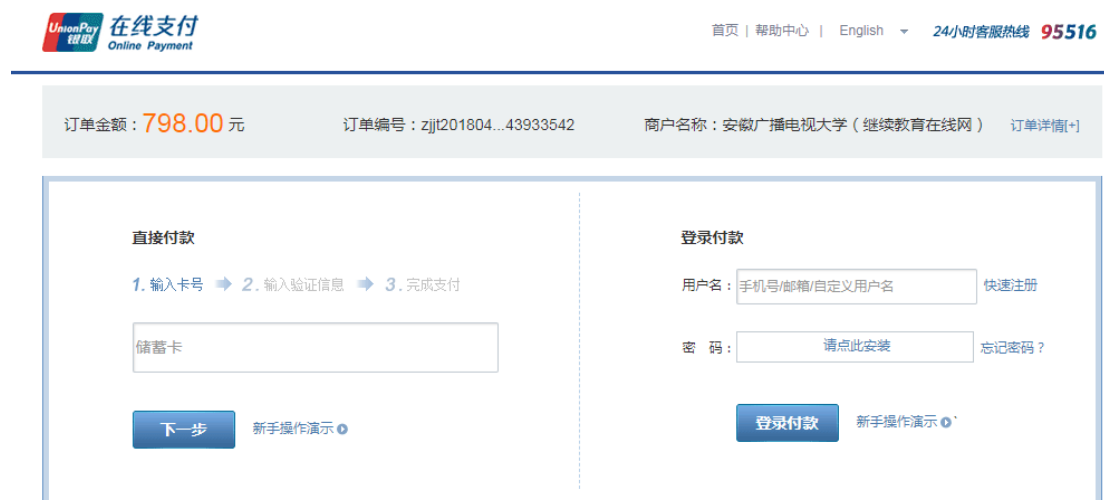 UnionPay 银联 在线支付
Online Payment
首页 | 帮助中心 | English 24小时客服热线 95516
订单金额：798.00 元 订单编号：zjjt201804...43933542 商户名称：安徽广播电视大学（继续教育在线网） 订单详情[+]
直接付款
1. 输入卡号 2. 输入验证信息 3. 完成支付
储蓄卡
下一步 新手操作演示
登录付款
用户名： 手机号/邮箱/自定义用户名 快速注册
密 码： 请点此安装 忘记密码？
登录付款 新手操作演示